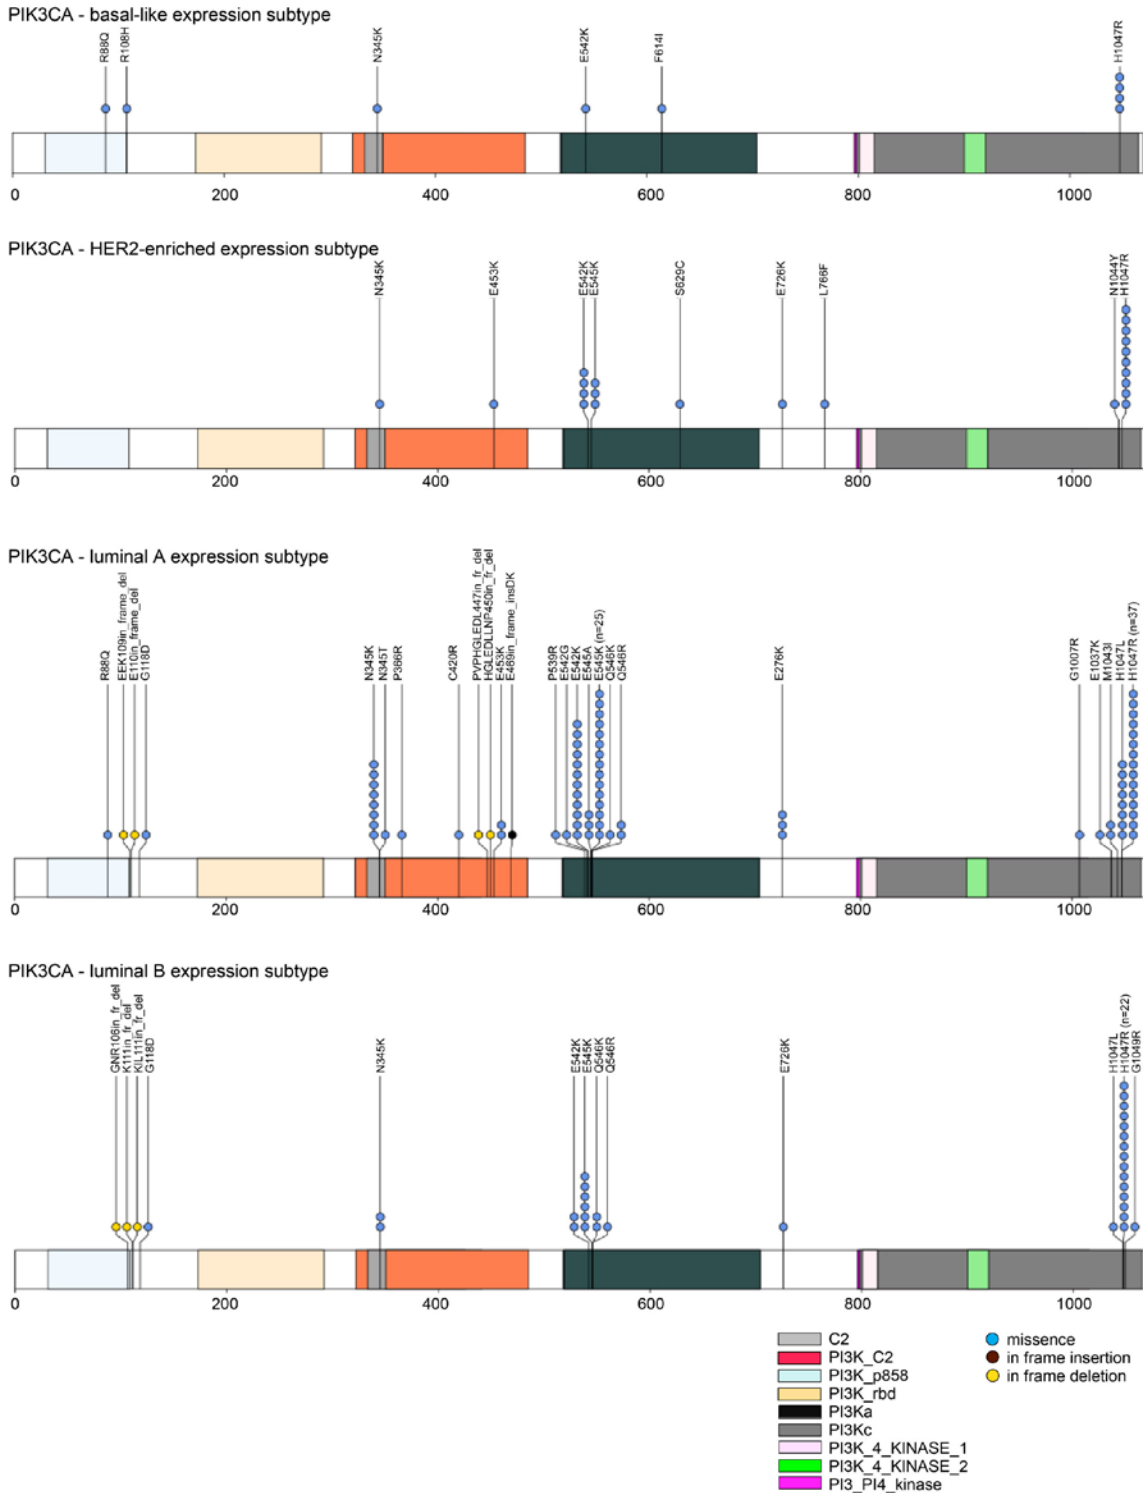 PIK3CA - basal-like expression subtype
R88Q
R108H
N345K
E542K
F614I
H1047R
0 200 400 600 800 1000
PIK3CA - HER2-enriched expression subtype
N345K
E453K
E542K
E545K
S629C
E726K
L766F
N1044Y
H1047R
0 200 400 600 800 1000
PIK3CA - luminal A expression subtype
R88Q
EEK109in_frame_del
E110in_frame_del
G118D
N345K
N345T
P366R
C420R
PVPHGLEDL447in_fr_del
HGLEDLLNP450in_fr_del
E453K
E469in_frame_insDK
P539R
E542G
E542K
E545A
E545K (n=25)
Q546K
Q546R
E276K
G1007R
E1037K
M1043I
H1047L
H1047R (n=37)
0 200 400 600 800 1000
PIK3CA - luminal B expression subtype
GNR106in_fr_del
K111in_fr_del
KIL111in_fr_del
G118D
N345K
E542K
E545K
Q546K
Q546R
E726K
H1047L
H1047R (n=22)
G1049R
0 200 400 600 800 1000
C2
PI3K_C2
PI3K_p858
PI3K_rbd
PI3Ka
PI3Kc
PI3K_4_KINASE_1
PI3K_4_KINASE_2
PI3_PI4_kinase
missence
in frame insertion
in frame deletion